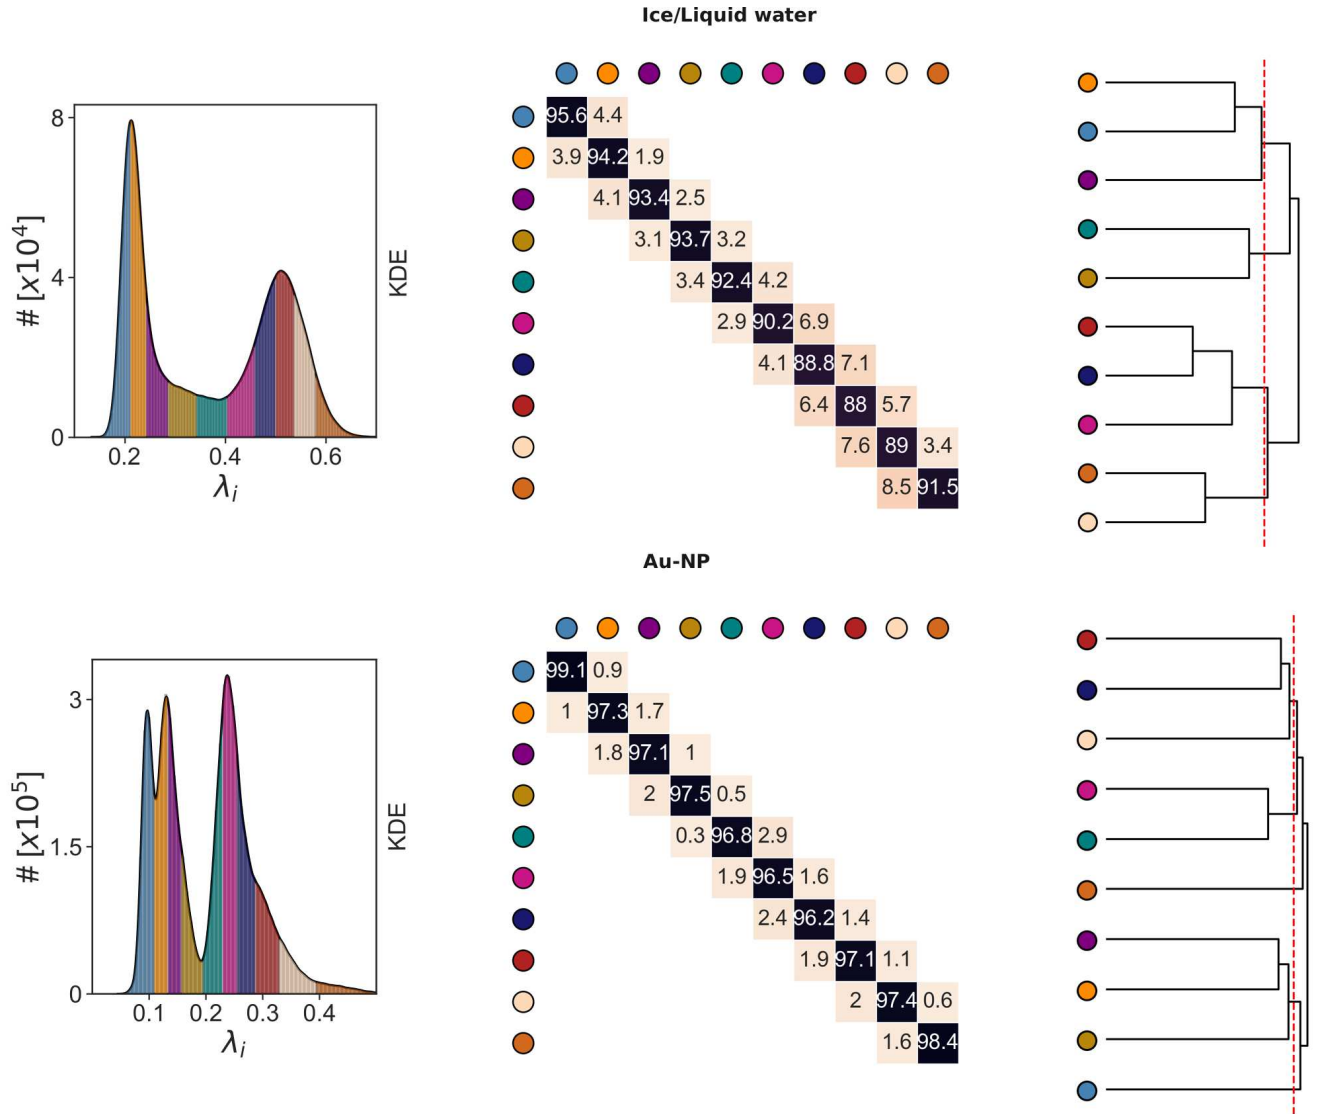 Ice/Liquid water
8
4
0
# [x10⁴]
0.2 0.4 0.6
λᵢ
KDE
95.6 4.4
3.9 94.2 1.9
4.1 93.4 2.5
3.1 93.7 3.2
3.4 92.4 4.2
2.9 90.2 6.9
4.1 88.8 7.1
6.4 88 5.7
7.6 89 3.4
8.5 91.5
Au-NP
3
1.5
0
# [x10⁵]
0.1 0.2 0.3 0.4
λᵢ
KDE
99.1 0.9
1 97.3 1.7
1.8 97.1 1
2 97.5 0.5
0.3 96.8 2.9
1.9 96.5 1.6
2.4 96.2 1.4
1.9 97.1 1.1
2 97.4 0.6
1.6 98.4